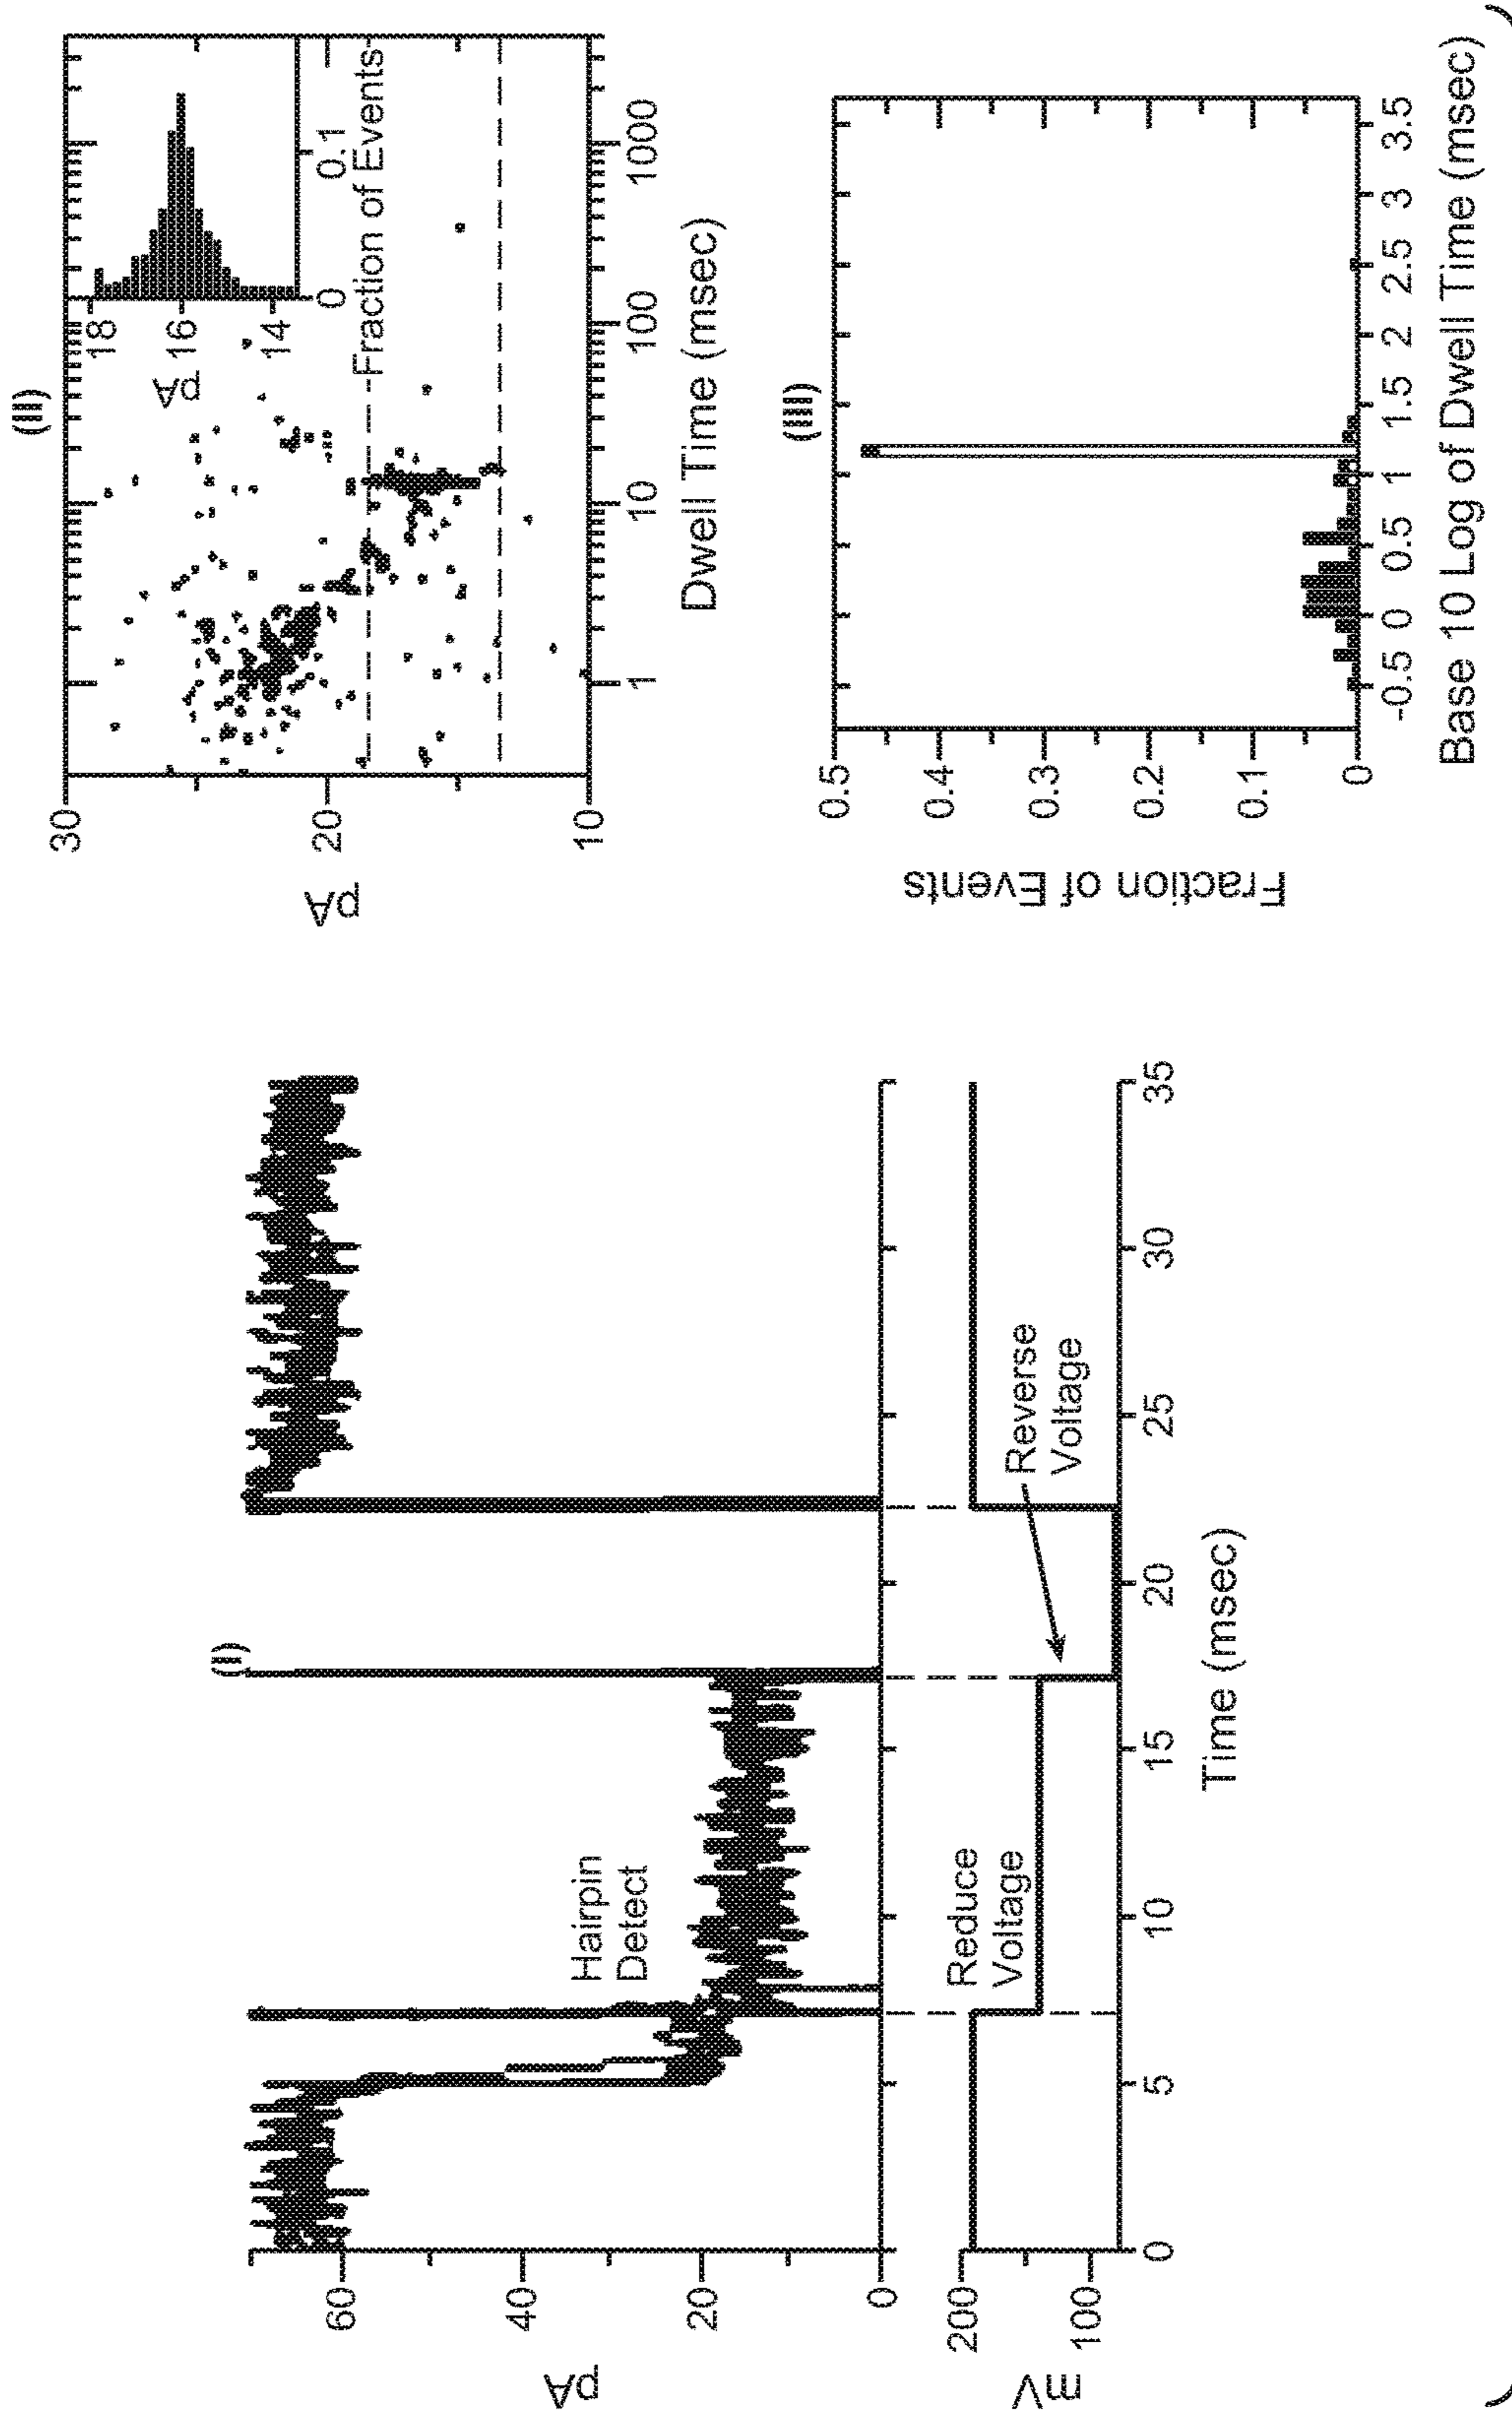 (I)
60
40
20
0
pA
Hairpin
Detect
200
100
mV
Reduce
Voltage
Reverse
Voltage
0
5
10
15
20
25
30
35
Time (msec)
(II)
30
20
10
pA
18
16
14
pA
0
0.1
Fraction of Events
1
10
100
1000
Dwell Time (msec)
(III)
0.5
0.4
0.3
0.2
0.1
0
Fraction of Events
-0.5
0
0.5
1
1.5
2
2.5
3
3.5
Base 10 Log of Dwell Time (msec)